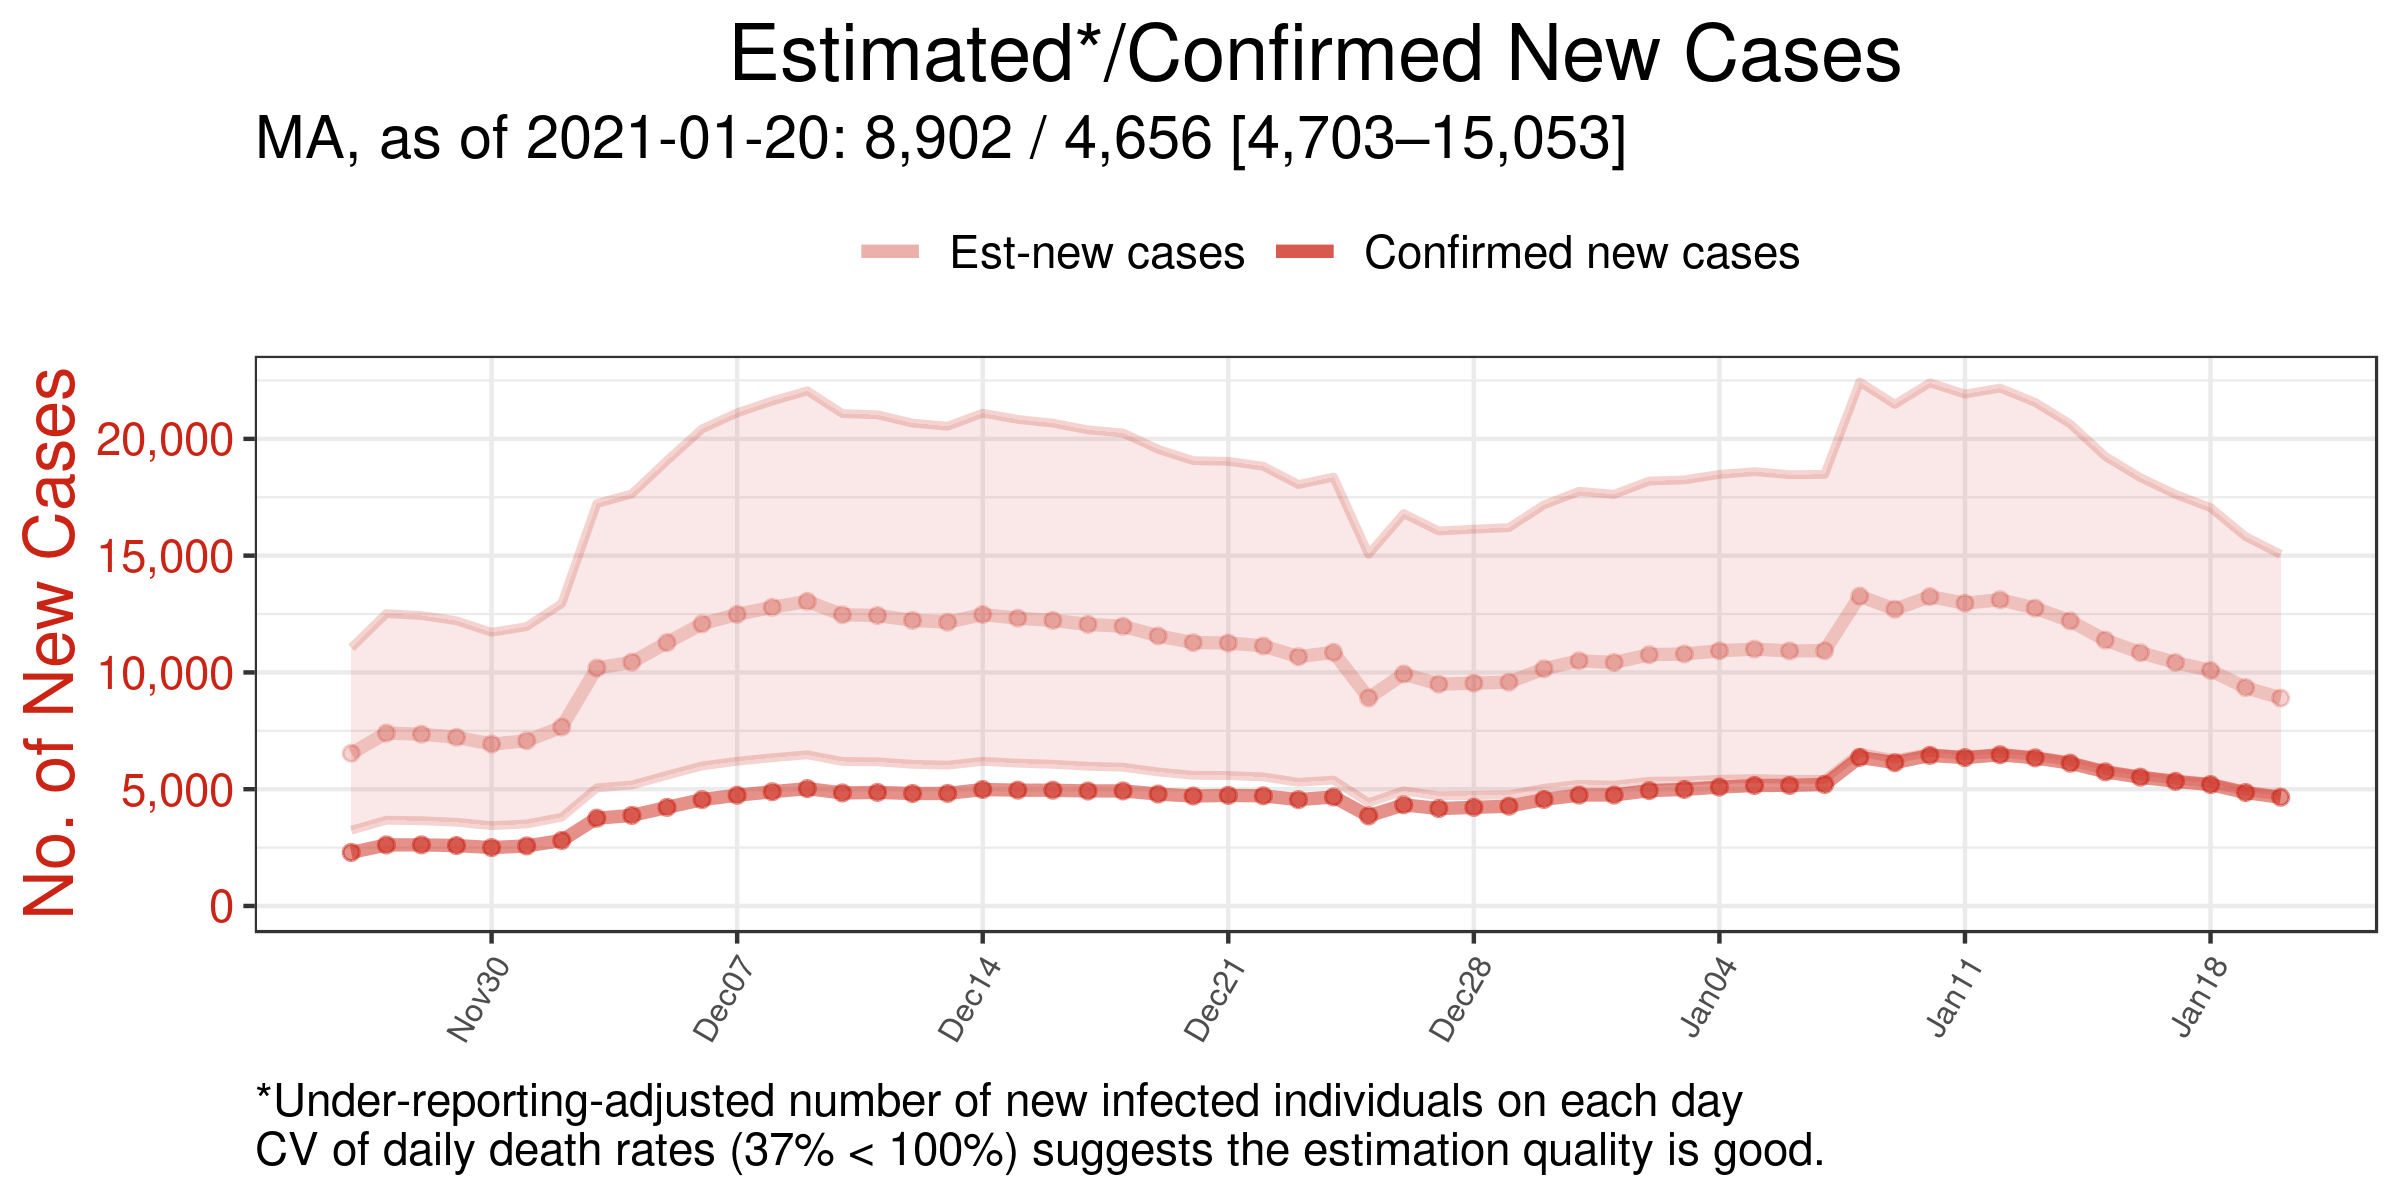 Estimated*/Confirmed New Cases
MA, as of 2021-01-20: 8,902 / 4,656 [4,703–15,053]
Est-new cases
Confirmed new cases
No. of New Cases
20,000
15,000
10,000
5,000
0
Nov30
Dec07
Dec14
Dec21
Dec28
Jan04
Jan11
Jan18
*Under-reporting-adjusted number of new infected individuals on each day
CV of daily death rates (37% < 100%) suggests the estimation quality is good.